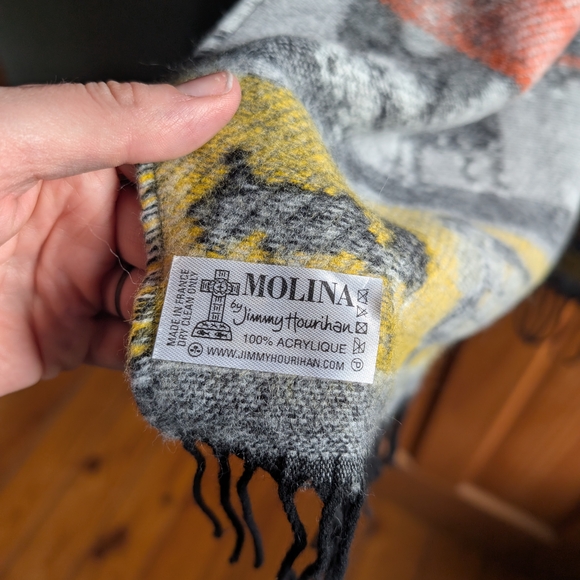 MADE IN FRANCE
DRY CLEAN ONLY
MOLINA
by Jimmy Hourihan
100% ACRYLIQUE
WWW.JIMMYHOURIHAN.COM
P